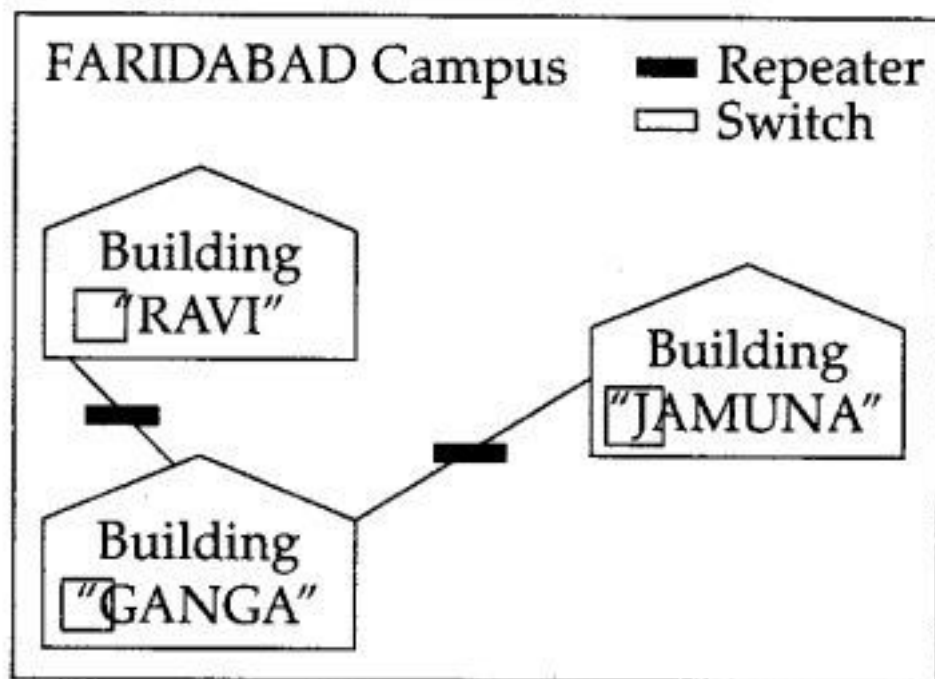 FARIDABAD Campus
Repeater
Switch
Building
"RAVI"
Building
"JAMUNA"
Building
"GANGA"